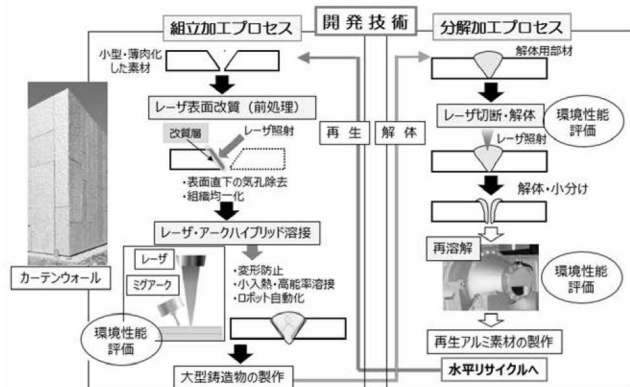 開発技術
組立加工プロセス
小型・薄肉化
した素材
レーザ表面改質（前処理）
改質層
レーザ照射
・表面直下の気孔除去
・組織均一化
レーザ・アークハイブリッド溶接
レーザ
ミグアーク
環境性能
評価
・変形防止
・小入熱・高能率溶接
・ロボット自動化
大型鋳造物の製作
カーテンウォール
再生
解体
分解加工プロセス
解体用部材
レーザ切断・解体
環境性能
評価
レーザ照射
解体・小分け
再溶解
環境性能
評価
再生アルミ素材の製作
水平リサイクルへ